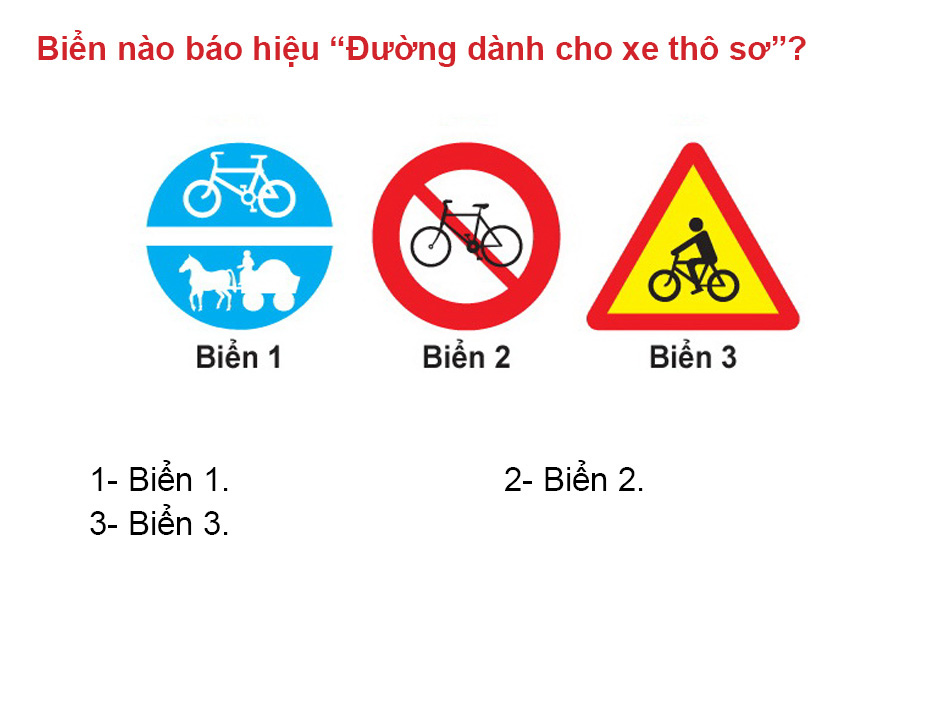 Biển nào báo hiệu “Đường dành cho xe thô sơ”?
Biển 1 Biển 2 Biển 3
1- Biển 1. 2- Biển 2.
3- Biển 3.